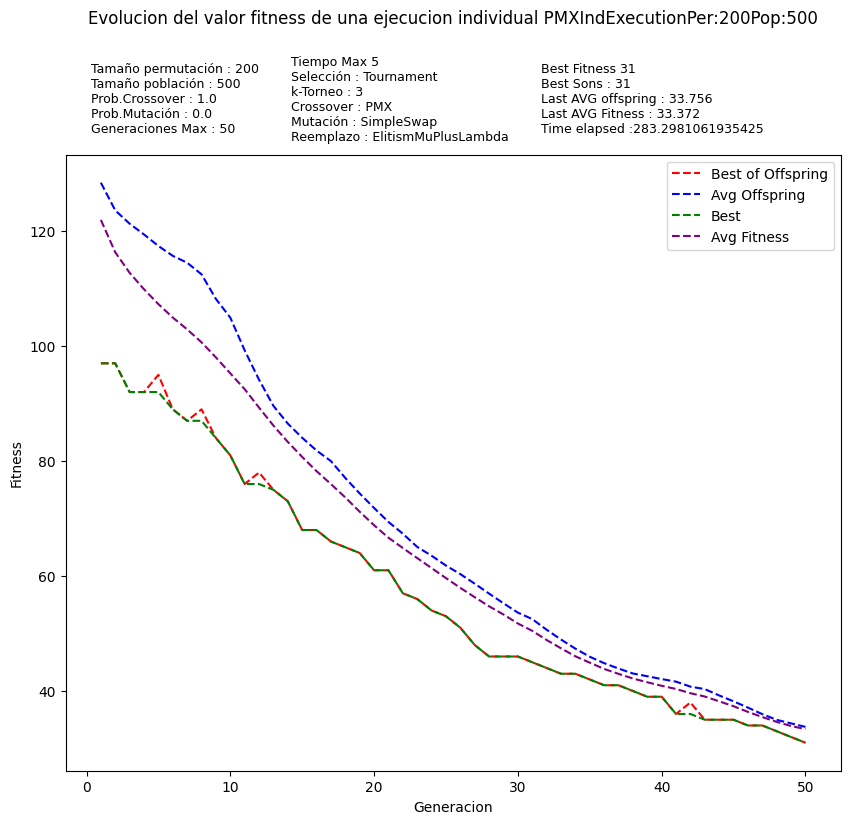 Evolucion del valor fitness de una ejecucion individual PMXIndExecutionPer:200Pop:500
Tamaño permutación : 200
Tamaño población : 500
Prob.Crossover : 1.0
Prob.Mutación : 0.0
Generaciones Max : 50
Tiempo Max 5
Selección : Tournament
k-Torneo : 3
Crossover : PMX
Mutación : SimpleSwap
Reemplazo : ElitismMuPlusLambda
Best Fitness 31
Best Sons : 31
Last AVG offspring : 33.756
Last AVG Fitness : 33.372
Time elapsed :283.2981061935425
Best of Offspring
Avg Offspring
Best
Avg Fitness
120
100
80
60
40
Fitness
0
10
20
30
40
50
Generacion